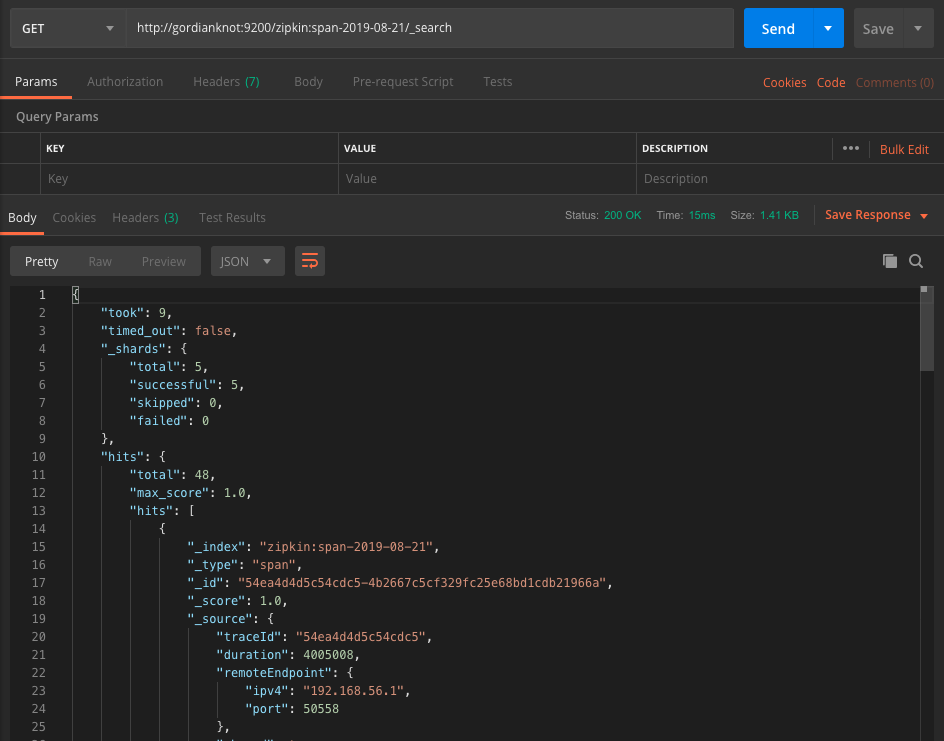 GET http://gordianknot:9200/zipkin:span-2019-08-21/_search Send Save
Params Authorization Headers (7) Body Pre-request Script Tests Cookies Code Comments (0)
Query Params
KEY VALUE DESCRIPTION ••• Bulk Edit
Key Value Description
Body Cookies Headers (3) Test Results Status: 200 OK Time: 15ms Size: 1.41 KB Save Response
Pretty Raw Preview JSON
1 {
2 "took": 9,
3 "timed_out": false,
4 "_shards": {
5 "total": 5,
6 "successful": 5,
7 "skipped": 0,
8 "failed": 0
9 },
10 "hits": {
11 "total": 48,
12 "max_score": 1.0,
13 "hits": [
14 {
15 "_index": "zipkin:span-2019-08-21",
16 "_type": "span",
17 "_id": "54ea4d4d5c54cdc5-4b2667c5cf329fc25e68bd1cdb21966a",
18 "_score": 1.0,
19 "_source": {
20 "traceId": "54ea4d4d5c54cdc5",
21 "duration": 4005008,
22 "remoteEndpoint": {
23 "ipv4": "192.168.56.1",
24 "port": 50558
25 },